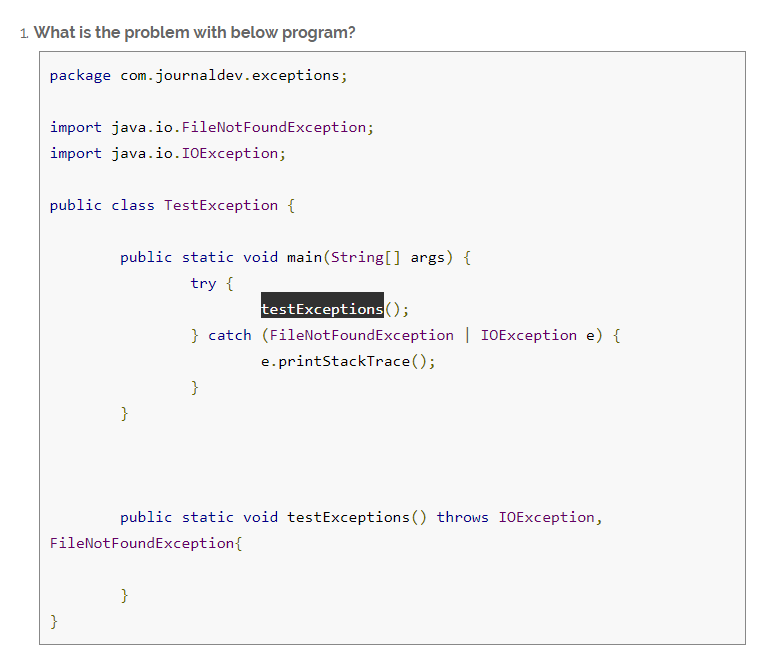 1. What is the problem with below program?
package com.journaldev.exceptions;
import java.io.FileNotFoundException;
import java.io.IOException;
public class TestException {
public static void main(String[] args) {
try {
testExceptions();
} catch (FileNotFoundException | IOException e) {
e.printStackTrace();
}
}
public static void testExceptions() throws IOException,
FileNotFoundException{
}
}